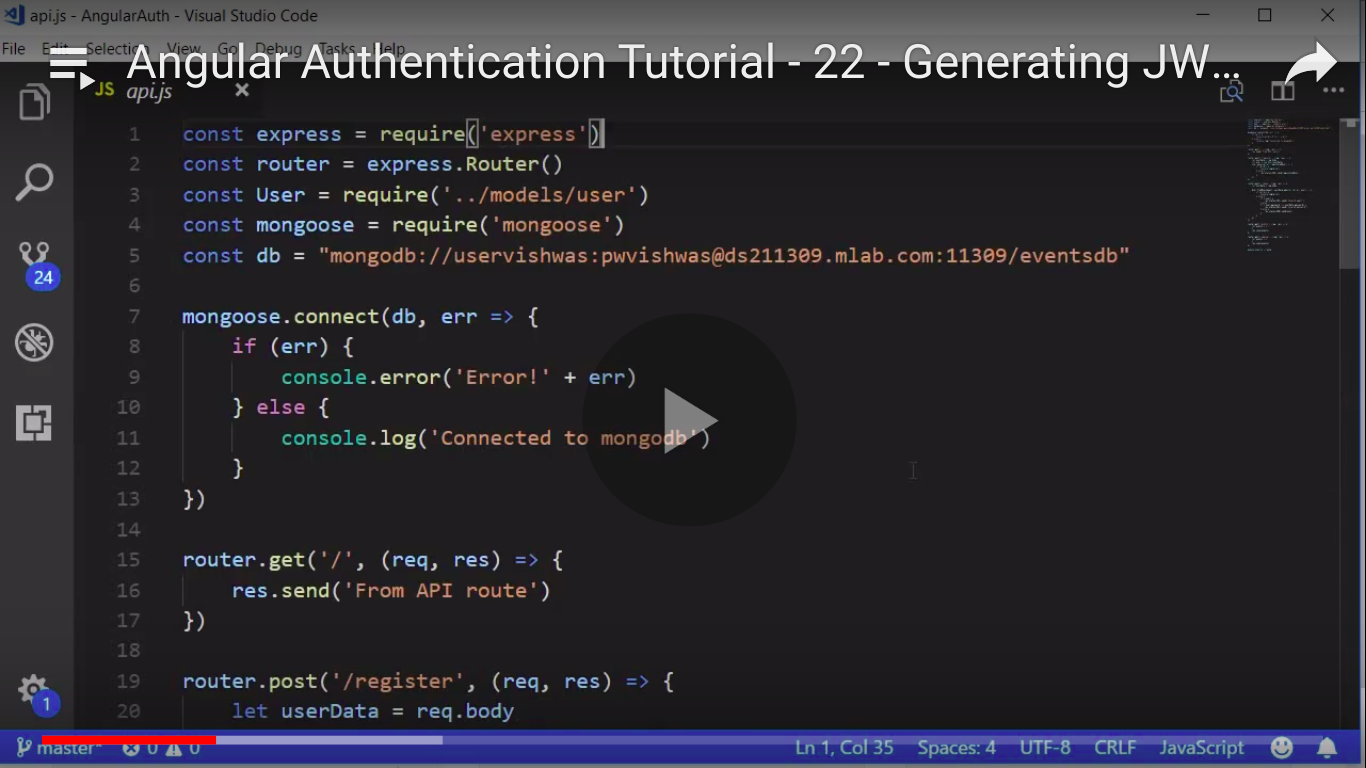 api.js - AngularAuth - Visual Studio Code
File Edit Selection View Go Debug Tasks Help
Angular Authentication Tutorial - 22 - Generating JW...
JS api.js
1 const express = require('express')
2 const router = express.Router()
3 const User = require('../models/user')
4 const mongoose = require('mongoose')
5 const db = "mongodb://uservishwas:pwvishwas@ds211309.mlab.com:11309/eventsdb"
6
7 mongoose.connect(db, err => {
8 if (err) {
9 console.error('Error!' + err)
10 } else {
11 console.log('Connected to mongodb')
12 }
13 })
14
15 router.get('/', (req, res) => {
16 res.send('From API route')
17 })
18
19 router.post('/register', (req, res) => {
20 let userData = req.body
24
1
master* 0 0 Ln 1, Col 35 Spaces: 4 UTF-8 CRLF JavaScript